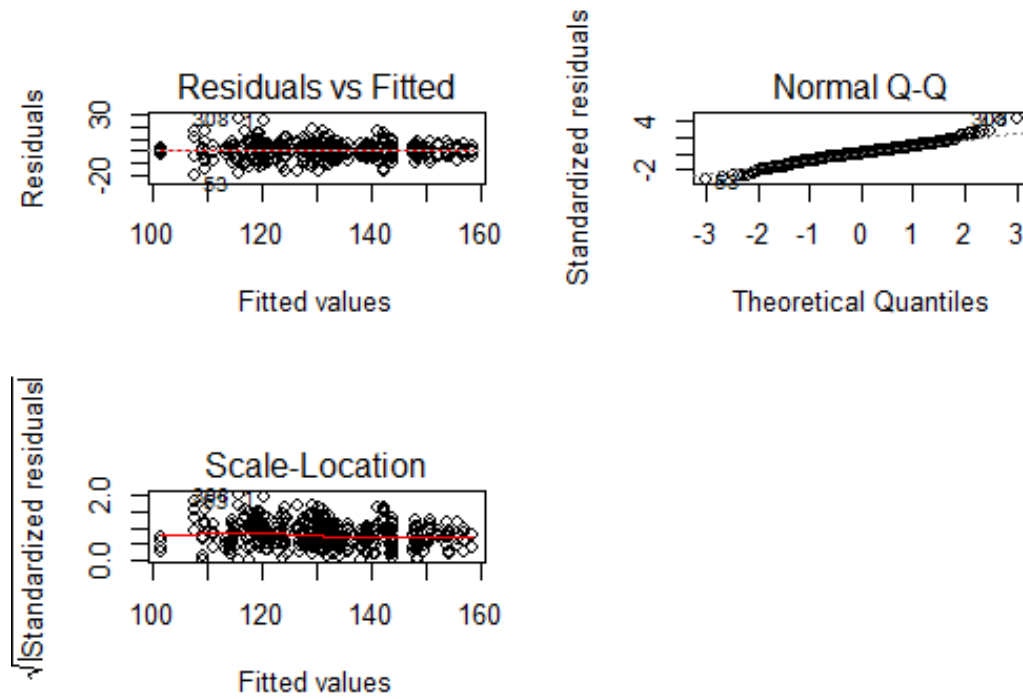 Residuals vs Fitted
Residuals
30
-20
308
1
53
100 120 140 160
Fitted values
Normal Q-Q
Standardized residuals
4
-2
-3 -2 -1 0 1 2 3
Theoretical Quantiles
Scale-Location
√|Standardized residuals|
2.0
0.0
1
100 120 140 160
Fitted values